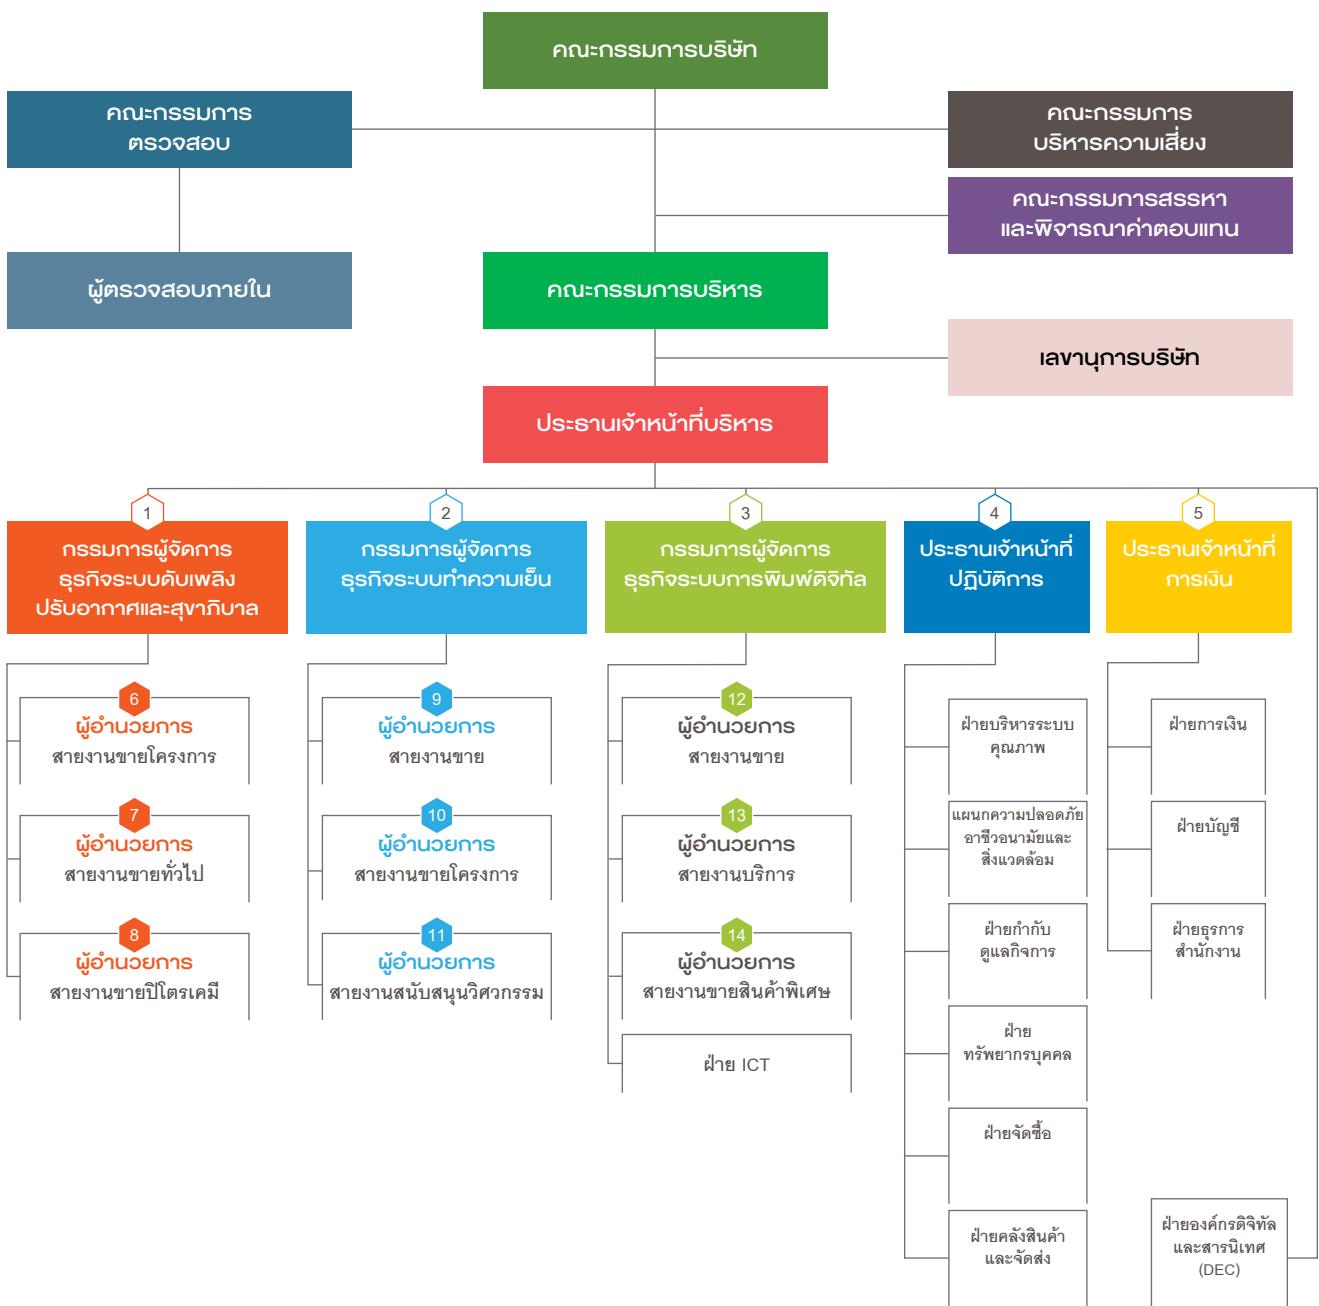 คณะกรรมการบริษัท
คณะกรรมการ
ตรวจสอบ
คณะกรรมการ
บริหารความเสี่ยง
คณะกรรมการสรรหา
และพิจารณาค่าตอบแทน
ผู้ตรวจสอบภายใน
คณะกรรมการบริหาร
เลขานุการบริษัท
ประธานเจ้าหน้าที่บริหาร
1
กรรมการผู้จัดการ
ธุรกิจระบบดับเพลิง
ปรับอากาศและสุขาภิบาล
2
กรรมการผู้จัดการ
ธุรกิจระบบทำความเย็น
3
กรรมการผู้จัดการ
ธุรกิจระบบการพิมพ์ดิจิทัล
4
ประธานเจ้าหน้าที่
ปฏิบัติการ
5
ประธานเจ้าหน้าที่
การเงิน
6
ผู้อำนวยการ
สายงานขายโครงการ
7
ผู้อำนวยการ
สายงานขายทั่วไป
8
ผู้อำนวยการ
สายงานขายปิโตรเคมี
9
ผู้อำนวยการ
สายงานขาย
10
ผู้อำนวยการ
สายงานขายโครงการ
11
ผู้อำนวยการ
สายงานสนับสนุนวิศวกรรม
12
ผู้อำนวยการ
สายงานขาย
13
ผู้อำนวยการ
สายงานบริการ
14
ผู้อำนวยการ
สายงานขายสินค้าพิเศษ
ฝ่าย ICT
ฝ่ายบริหารระบบ
คุณภาพ
แผนกความปลอดภัย
อาชีวอนามัยและ
สิ่งแวดล้อม
ฝ่ายกำกับ
ดูแลกิจการ
ฝ่าย
ทรัพยากรบุคคล
ฝ่ายจัดซื้อ
ฝ่ายคลังสินค้า
และจัดส่ง
ฝ่ายการเงิน
ฝ่ายบัญชี
ฝ่ายธุรการ
สำนักงาน
ฝ่ายองค์กรดิจิทัล
และสารนิเทศ
(DEC)